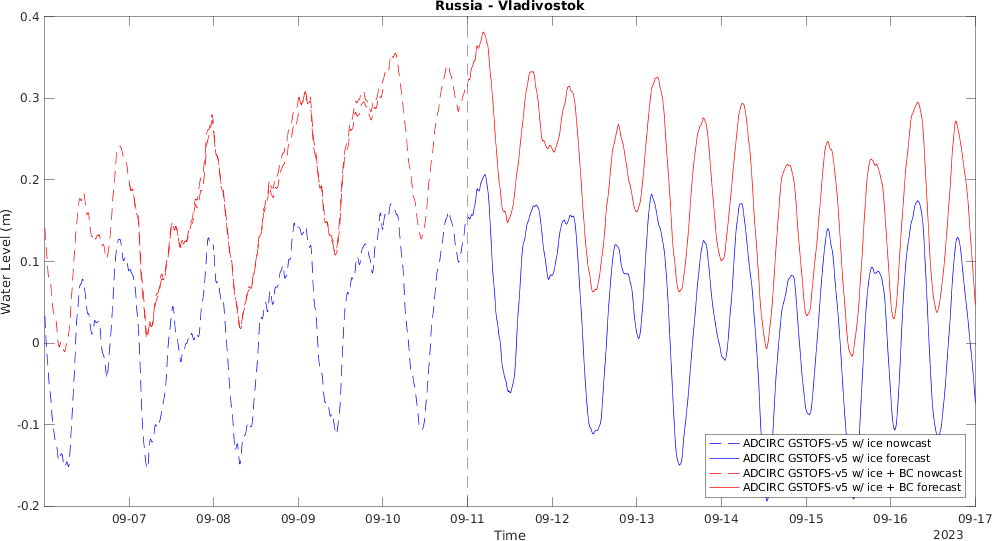 Russia - Vladivostok
Water Level (m)
0.4
0.3
0.2
0.1
0
-0.1
-0.2
ADCIRC GSTOFS-v5 w/ ice nowcast
ADCIRC GSTOFS-v5 w/ ice forecast
ADCIRC GSTOFS-v5 w/ ice + BC nowcast
ADCIRC GSTOFS-v5 w/ ice + BC forecast
09-07 09-08 09-09 09-10 09-11 09-12 09-13 09-14 09-15 09-16 09-17
Time
2023